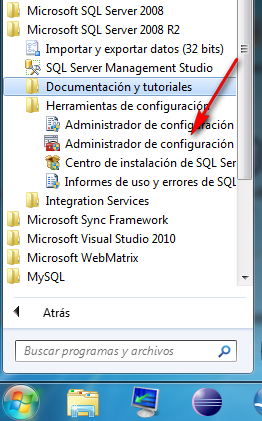 Microsoft SQL Server 2008
Microsoft SQL Server 2008 R2
Importar y exportar datos (32 bits)
SQL Server Management Studio
Documentación y tutoriales
Herramientas de configuración
Administrador de configuración
Administrador de configuración
Centro de instalación de SQL Ser
Informes de uso y errores de SQL
Integration Services
Microsoft Sync Framework
Microsoft Visual Studio 2010
Microsoft WebMatrix
MySQL
Atrás
Buscar programas y archivos